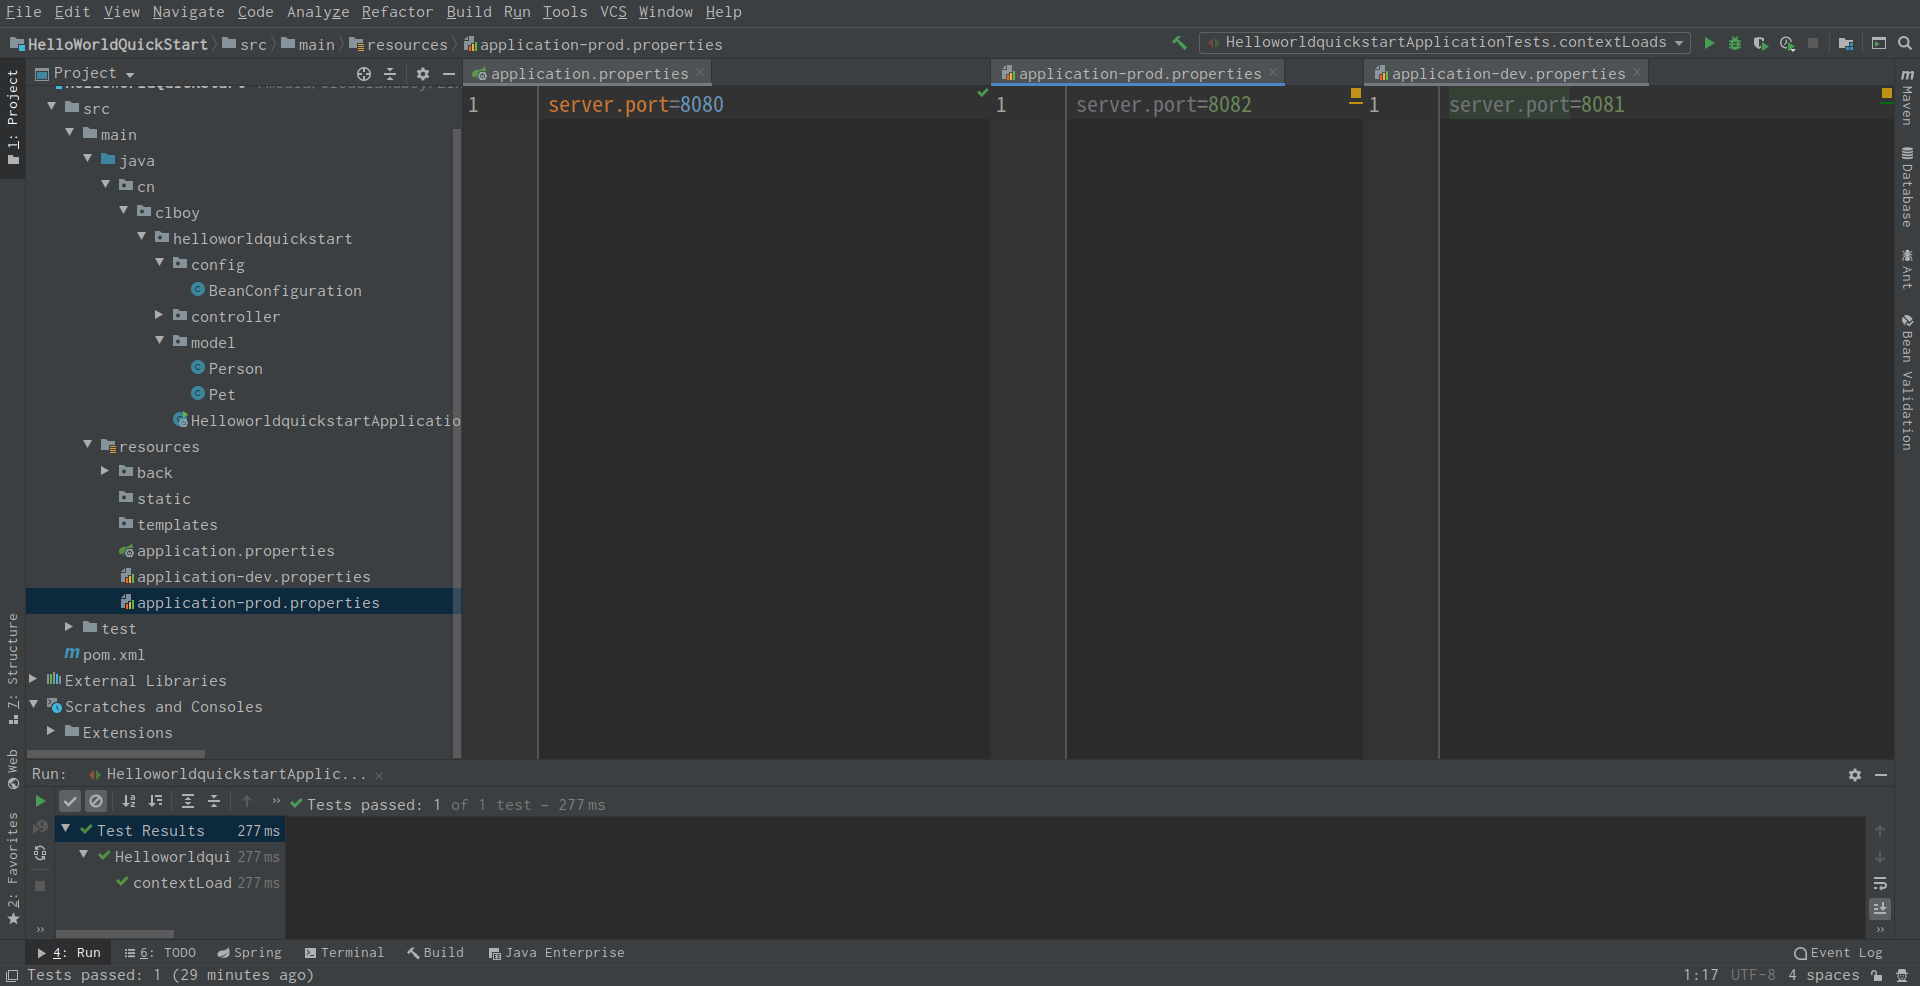 File Edit View Navigate Code Analyze Refactor Build Run Tools VCS Window Help
HelloWorldQuickStart src main resources application-prod.properties HelloworldquickstartApplicationTests.contextLoads
Project
application.properties application-prod.properties application-dev.properties
1 server.port=8080
1 server.port=8082
1 server.port=8081
src
main
java
cn
clboy
helloworldquickstart
config
BeanConfiguration
controller
model
Person
Pet
HelloworldquickstartApplicatio
resources
back
static
templates
application.properties
application-dev.properties
application-prod.properties
test
pom.xml
External Libraries
Scratches and Consoles
Extensions
1: Project
7: Structure
Web
2: Favorites
Maven
Database
Ant
Bean Validation
Run: HelloworldquickstartApplic...
Tests passed: 1 of 1 test – 277 ms
Test Results 277 ms
Helloworldqui 277 ms
contextLoad 277 ms
4: Run 6: TODO Spring Terminal Build Java Enterprise Event Log
Tests passed: 1 (29 minutes ago) 1:17 UTF-8 4 spaces